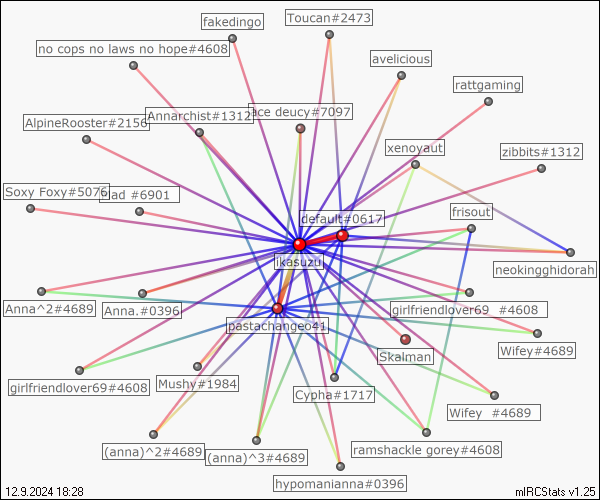 fakedingo
Toucan#2473
no cops no laws no hope#4608
avelicious
rattgaming
AlpineRooster#2156
Annarchist#1312
ace deucy#7097
xenoyaut
zibbits#1312
Soxy Foxy#5076
#6901
default#0617
frisout
ikasuzu
neokingghidorah
Anna^2#4689
Anna.#0396
girlfriendlover69 #4608
pastachangeo41
Wifey#4689
Skalman
girlfriendlover69#4608
Mushy#1984
Cypha#1717
Wifey #4689
(anna)^2#4689
(anna)^3#4689
ramshackle gorey#4608
hypomanianna#0396
12.9.2024 18:28
mIRCStats v1.25